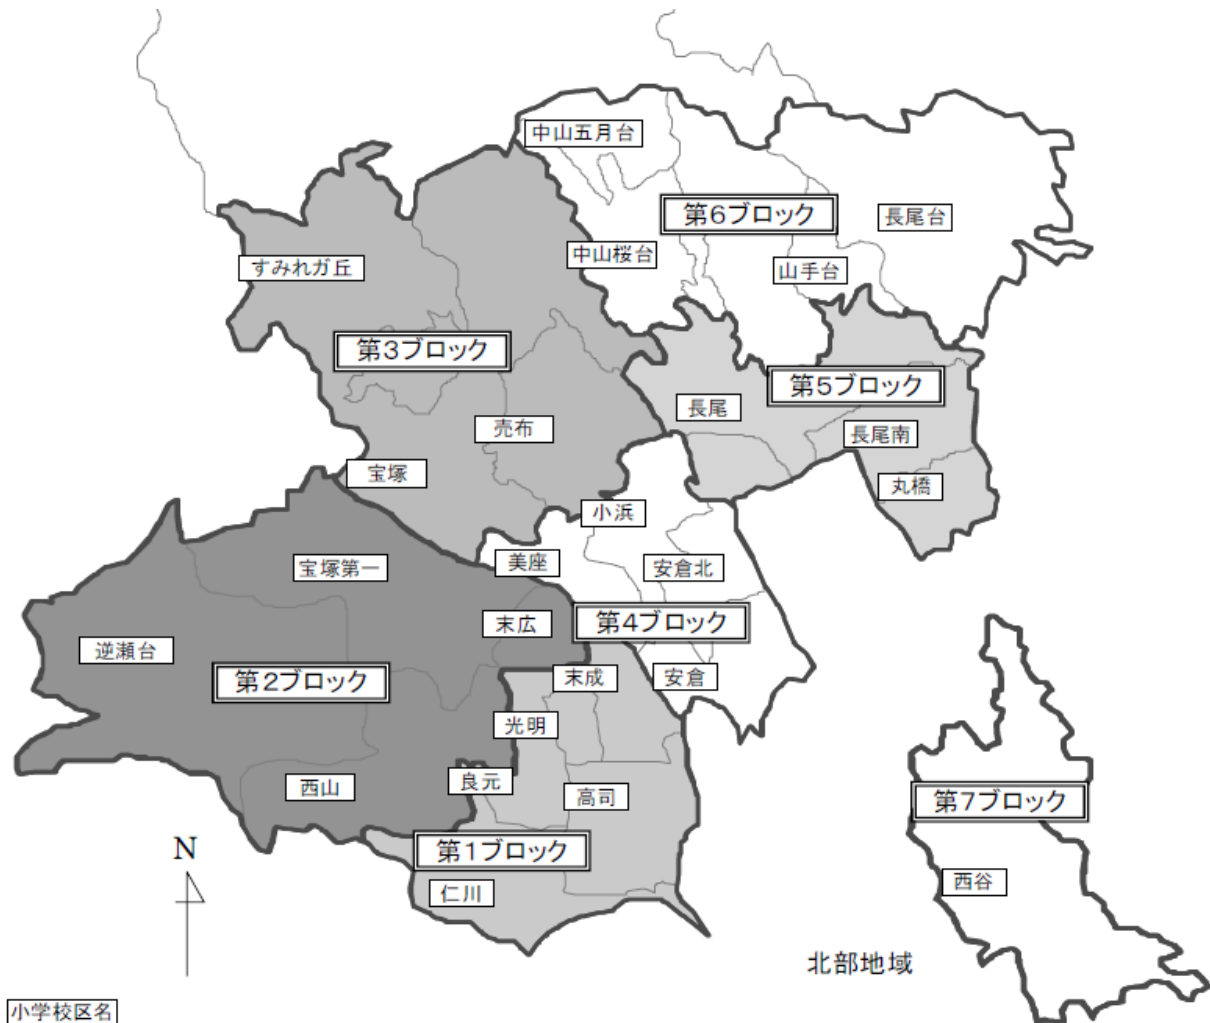 中山五月台
第6ブロック
長尾台
中山桜台
山手台
すみれガ丘
第3ブロック
第5ブロック
長尾
売布
長尾南
宝塚
丸橋
小浜
美座
安倉北
宝塚第一
末広
第4ブロック
逆瀬台
第2ブロック
末成
安倉
光明
良元
西山
高司
第7ブロック
N
第1ブロック
仁川
西谷
北部地域
小学校区名